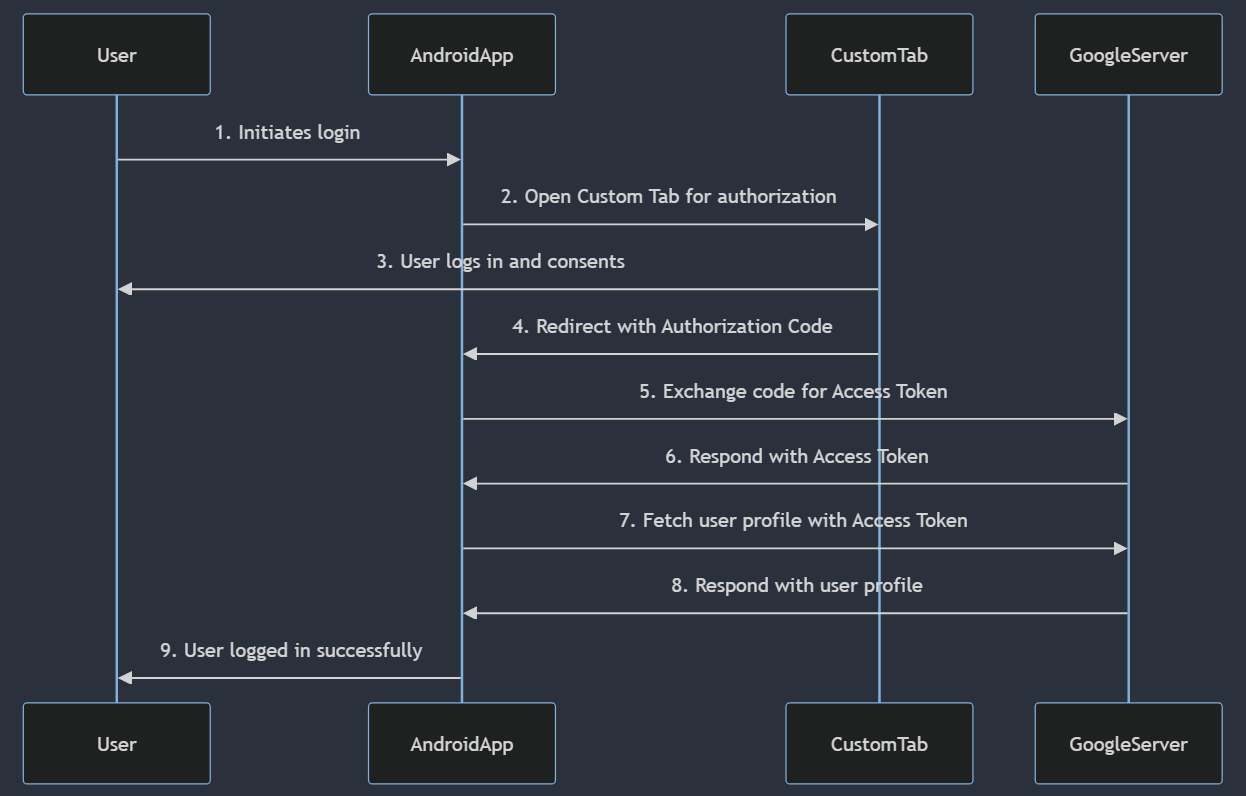 User
AndroidApp
CustomTab
GoogleServer
1. Initiates login
2. Open Custom Tab for authorization
3. User logs in and consents
4. Redirect with Authorization Code
5. Exchange code for Access Token
6. Respond with Access Token
7. Fetch user profile with Access Token
8. Respond with user profile
9. User logged in successfully
User
AndroidApp
CustomTab
GoogleServer